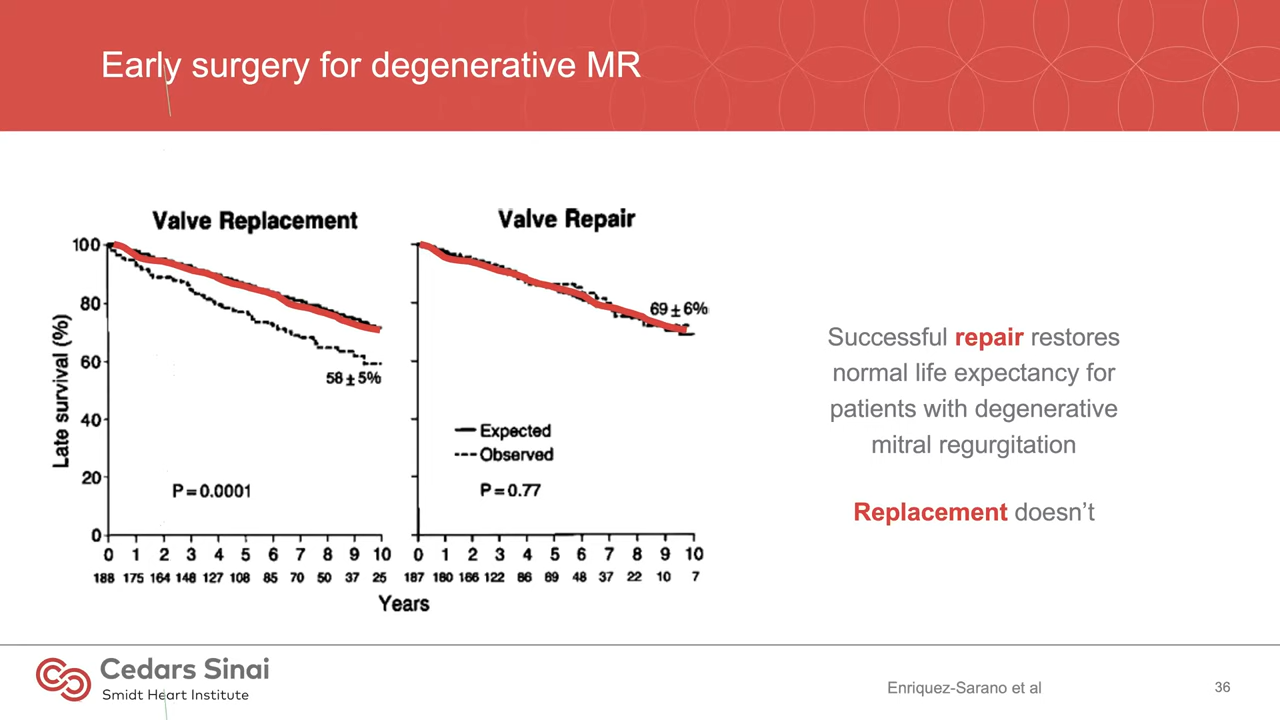 Early surgery for degenerative MR
Valve Replacement
Valve Repair
Late survival (%)
100
80
60
40
20
0
58 ± 5%
P = 0.0001
0 1 2 3 4 5 6 7 8 9 10
188 175 164 148 127 108 85 70 50 37 25
69 ± 6%
Expected
Observed
P = 0.77
0 1 2 3 4 5 6 7 8 9 10
187 180 166 122 86 69 48 37 22 10 7
Years
Successful repair restores
normal life expectancy for
patients with degenerative
mitral regurgitation
Replacement doesn't
Cedars Sinai
Smidt Heart Institute
Enriquez-Sarano et al
36